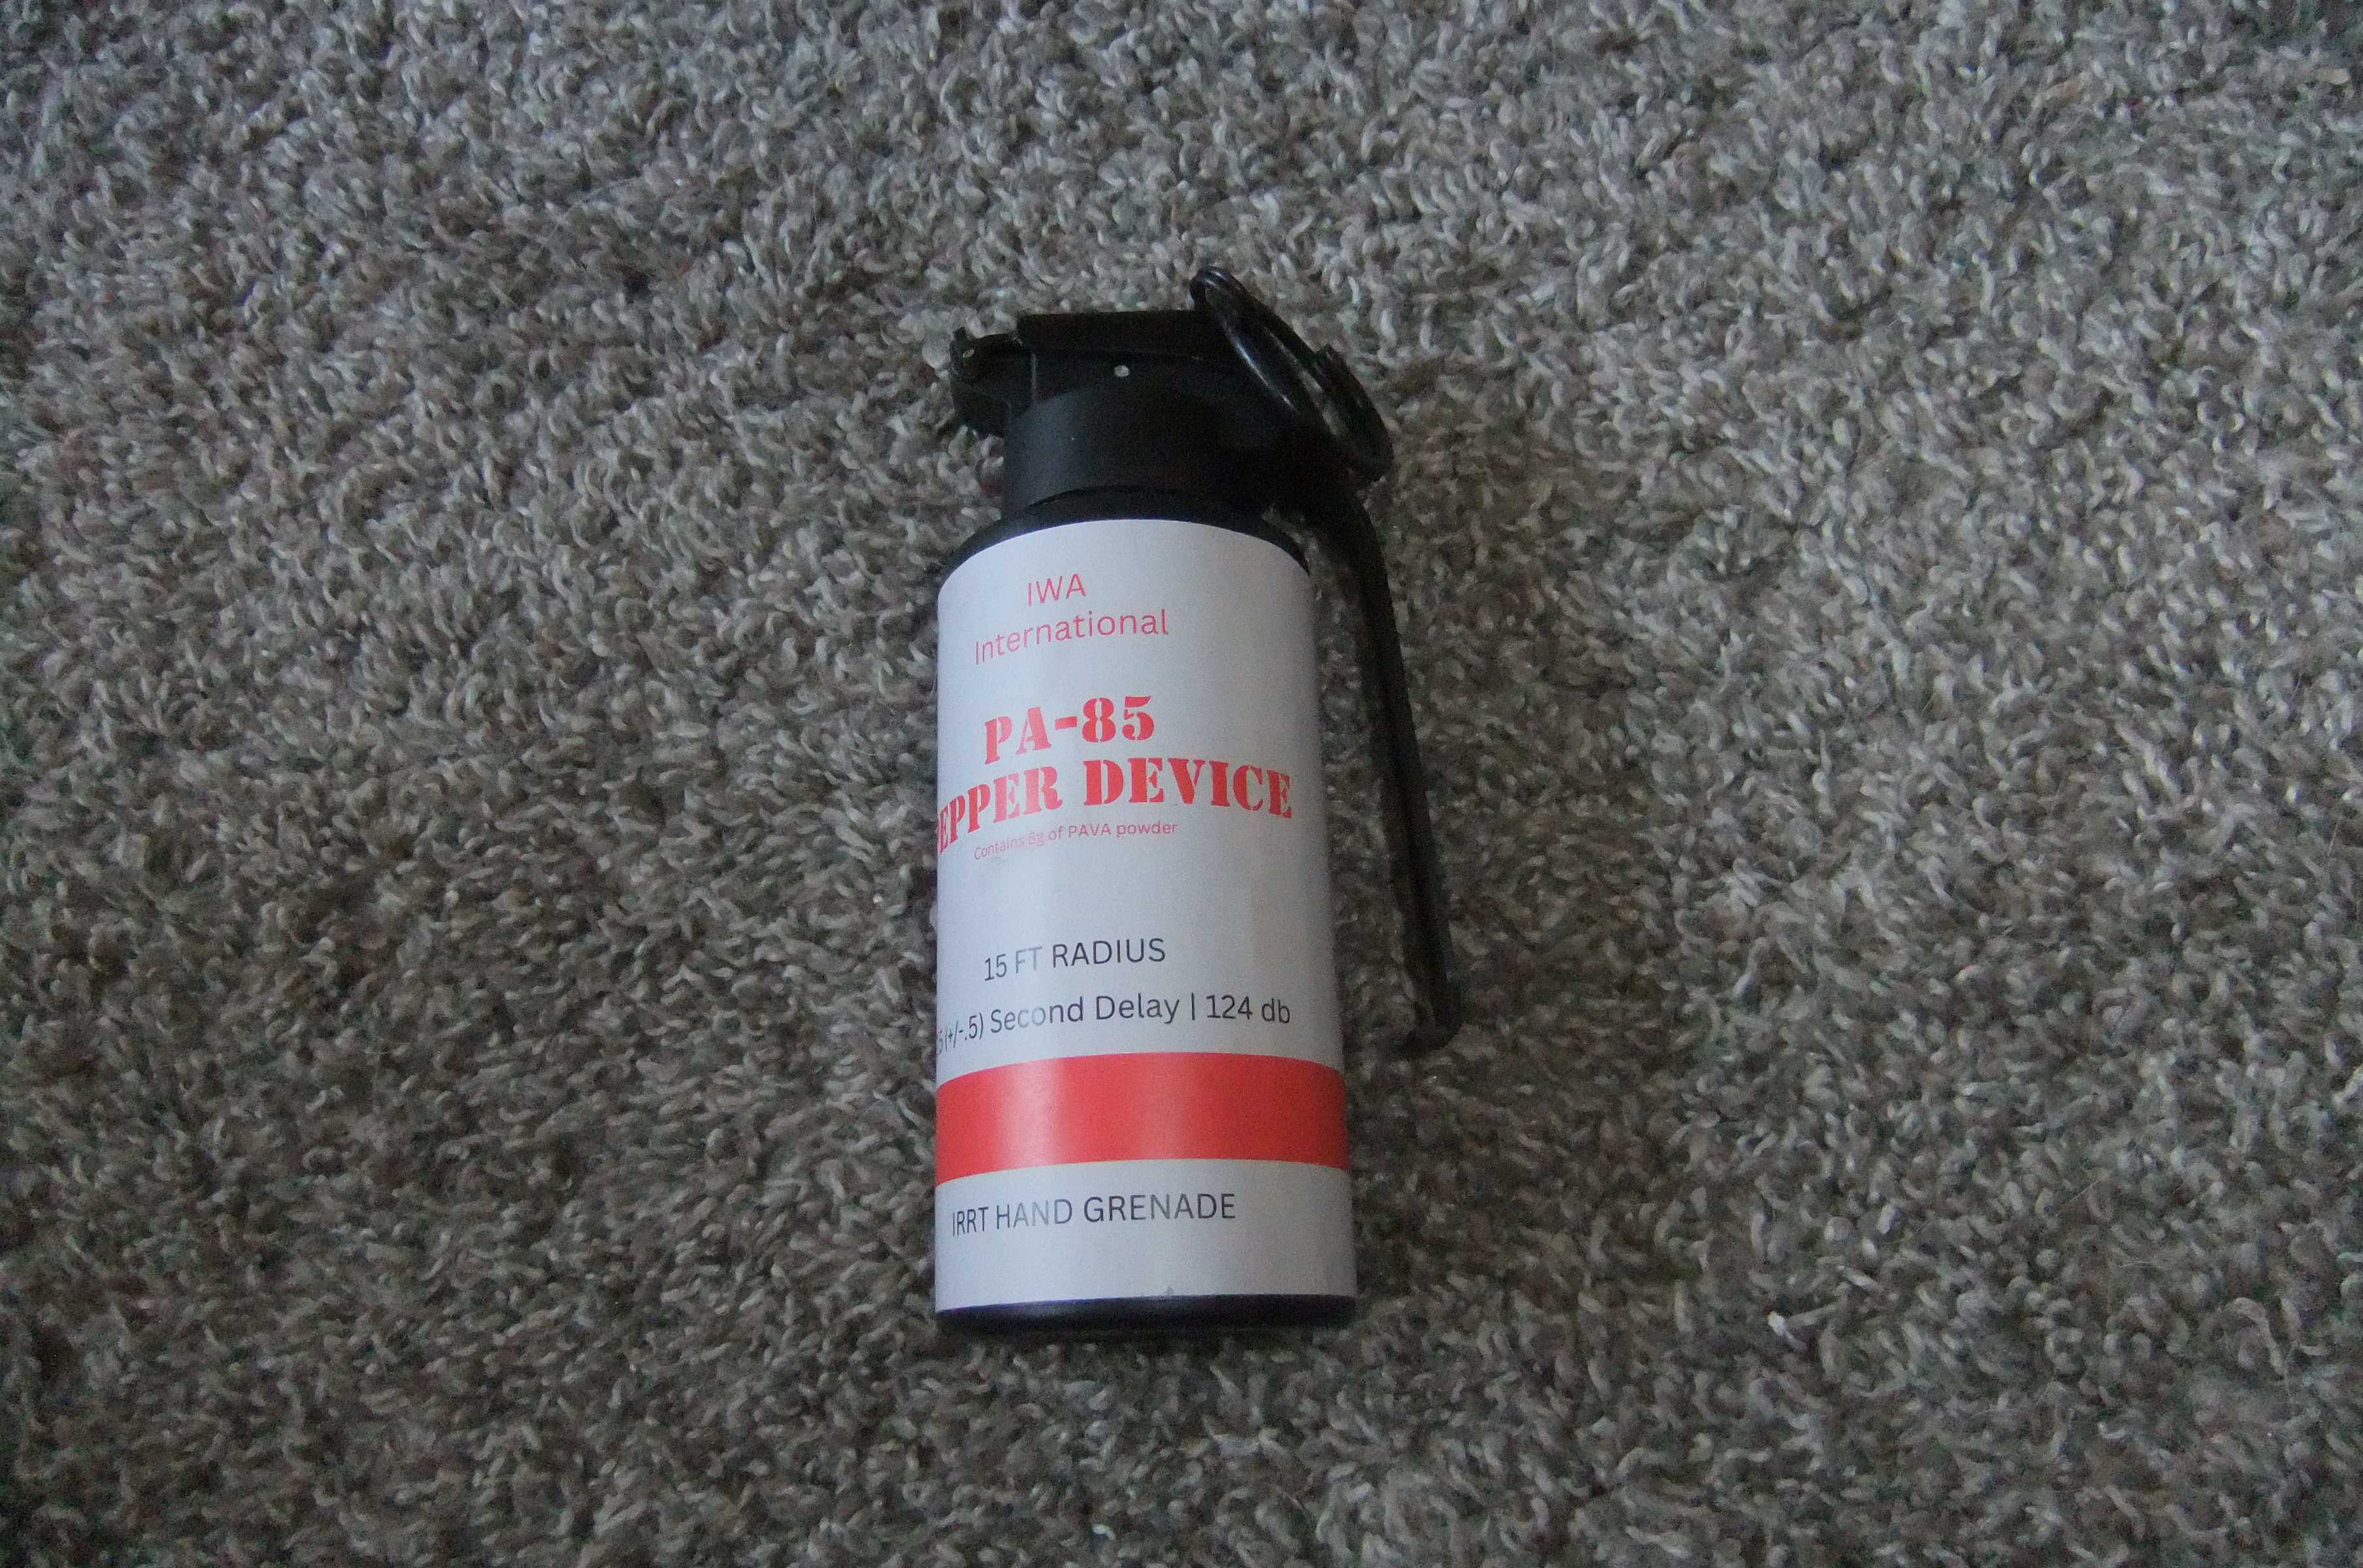 IWA
International
PA-85
EPPER DEVICE
Contains 8g of PAVA powder
15 FT RADIUS
5 (+/-.5) Second Delay | 124 db
IRRT HAND GRENADE